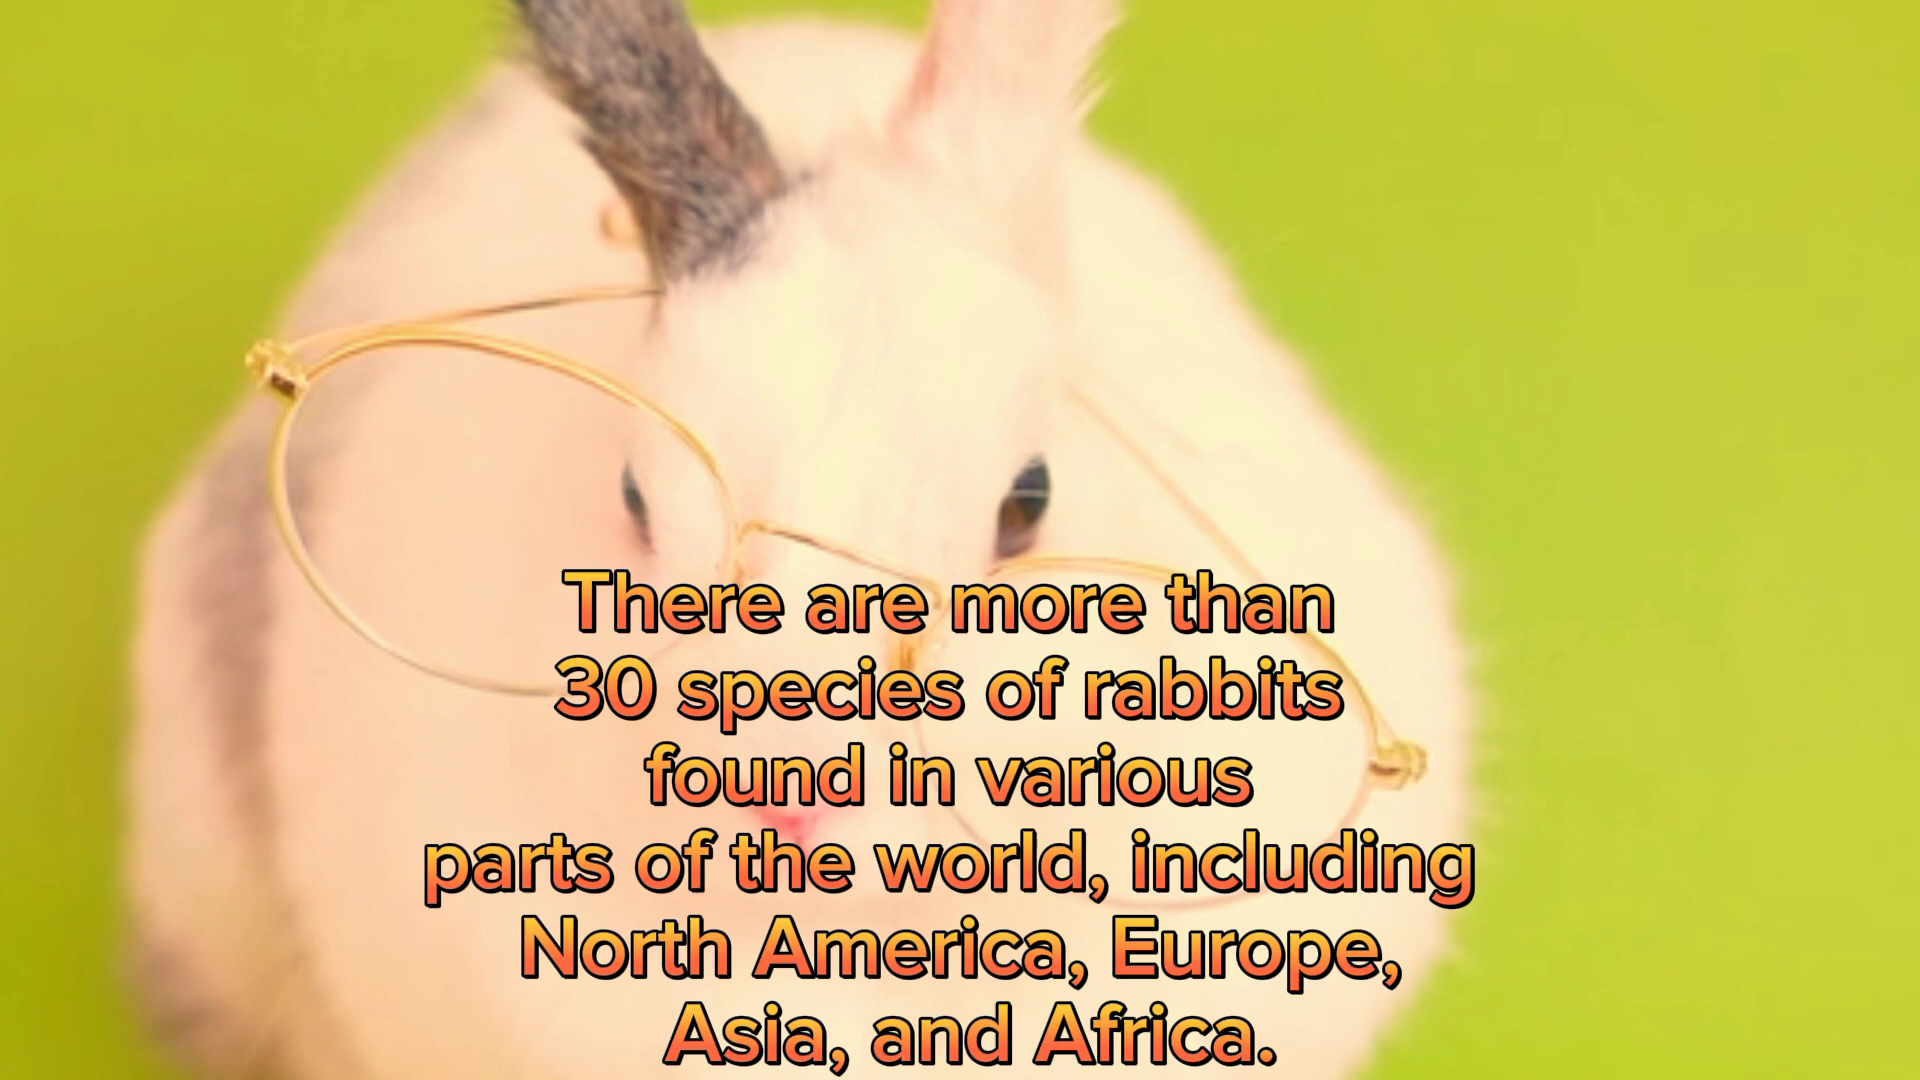 There are more than
30 species of rabbits
found in various
parts of the world, including
North America, Europe,
Asia, and Africa.